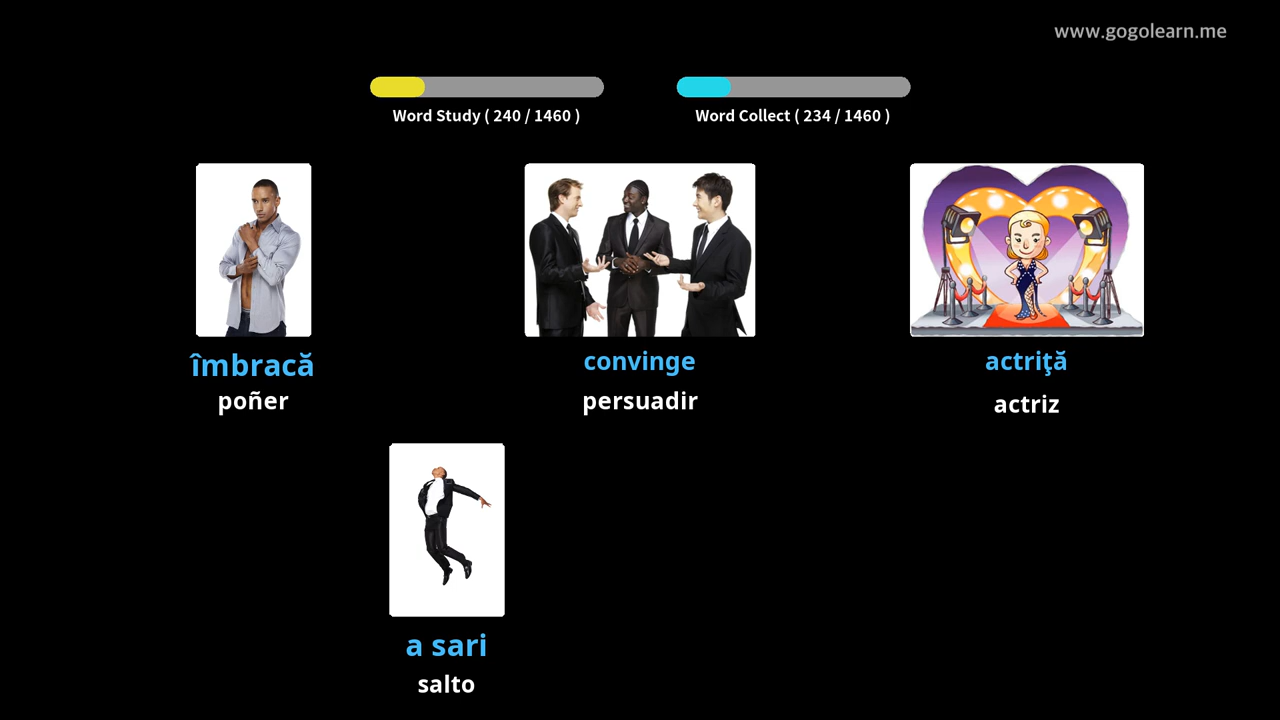 www.gogolearn.me
Word Study ( 240 / 1460 )
Word Collect ( 234 / 1460 )
îmbracă
poñer
convinge
persuadir
actriţă
actriz
a sari
salto